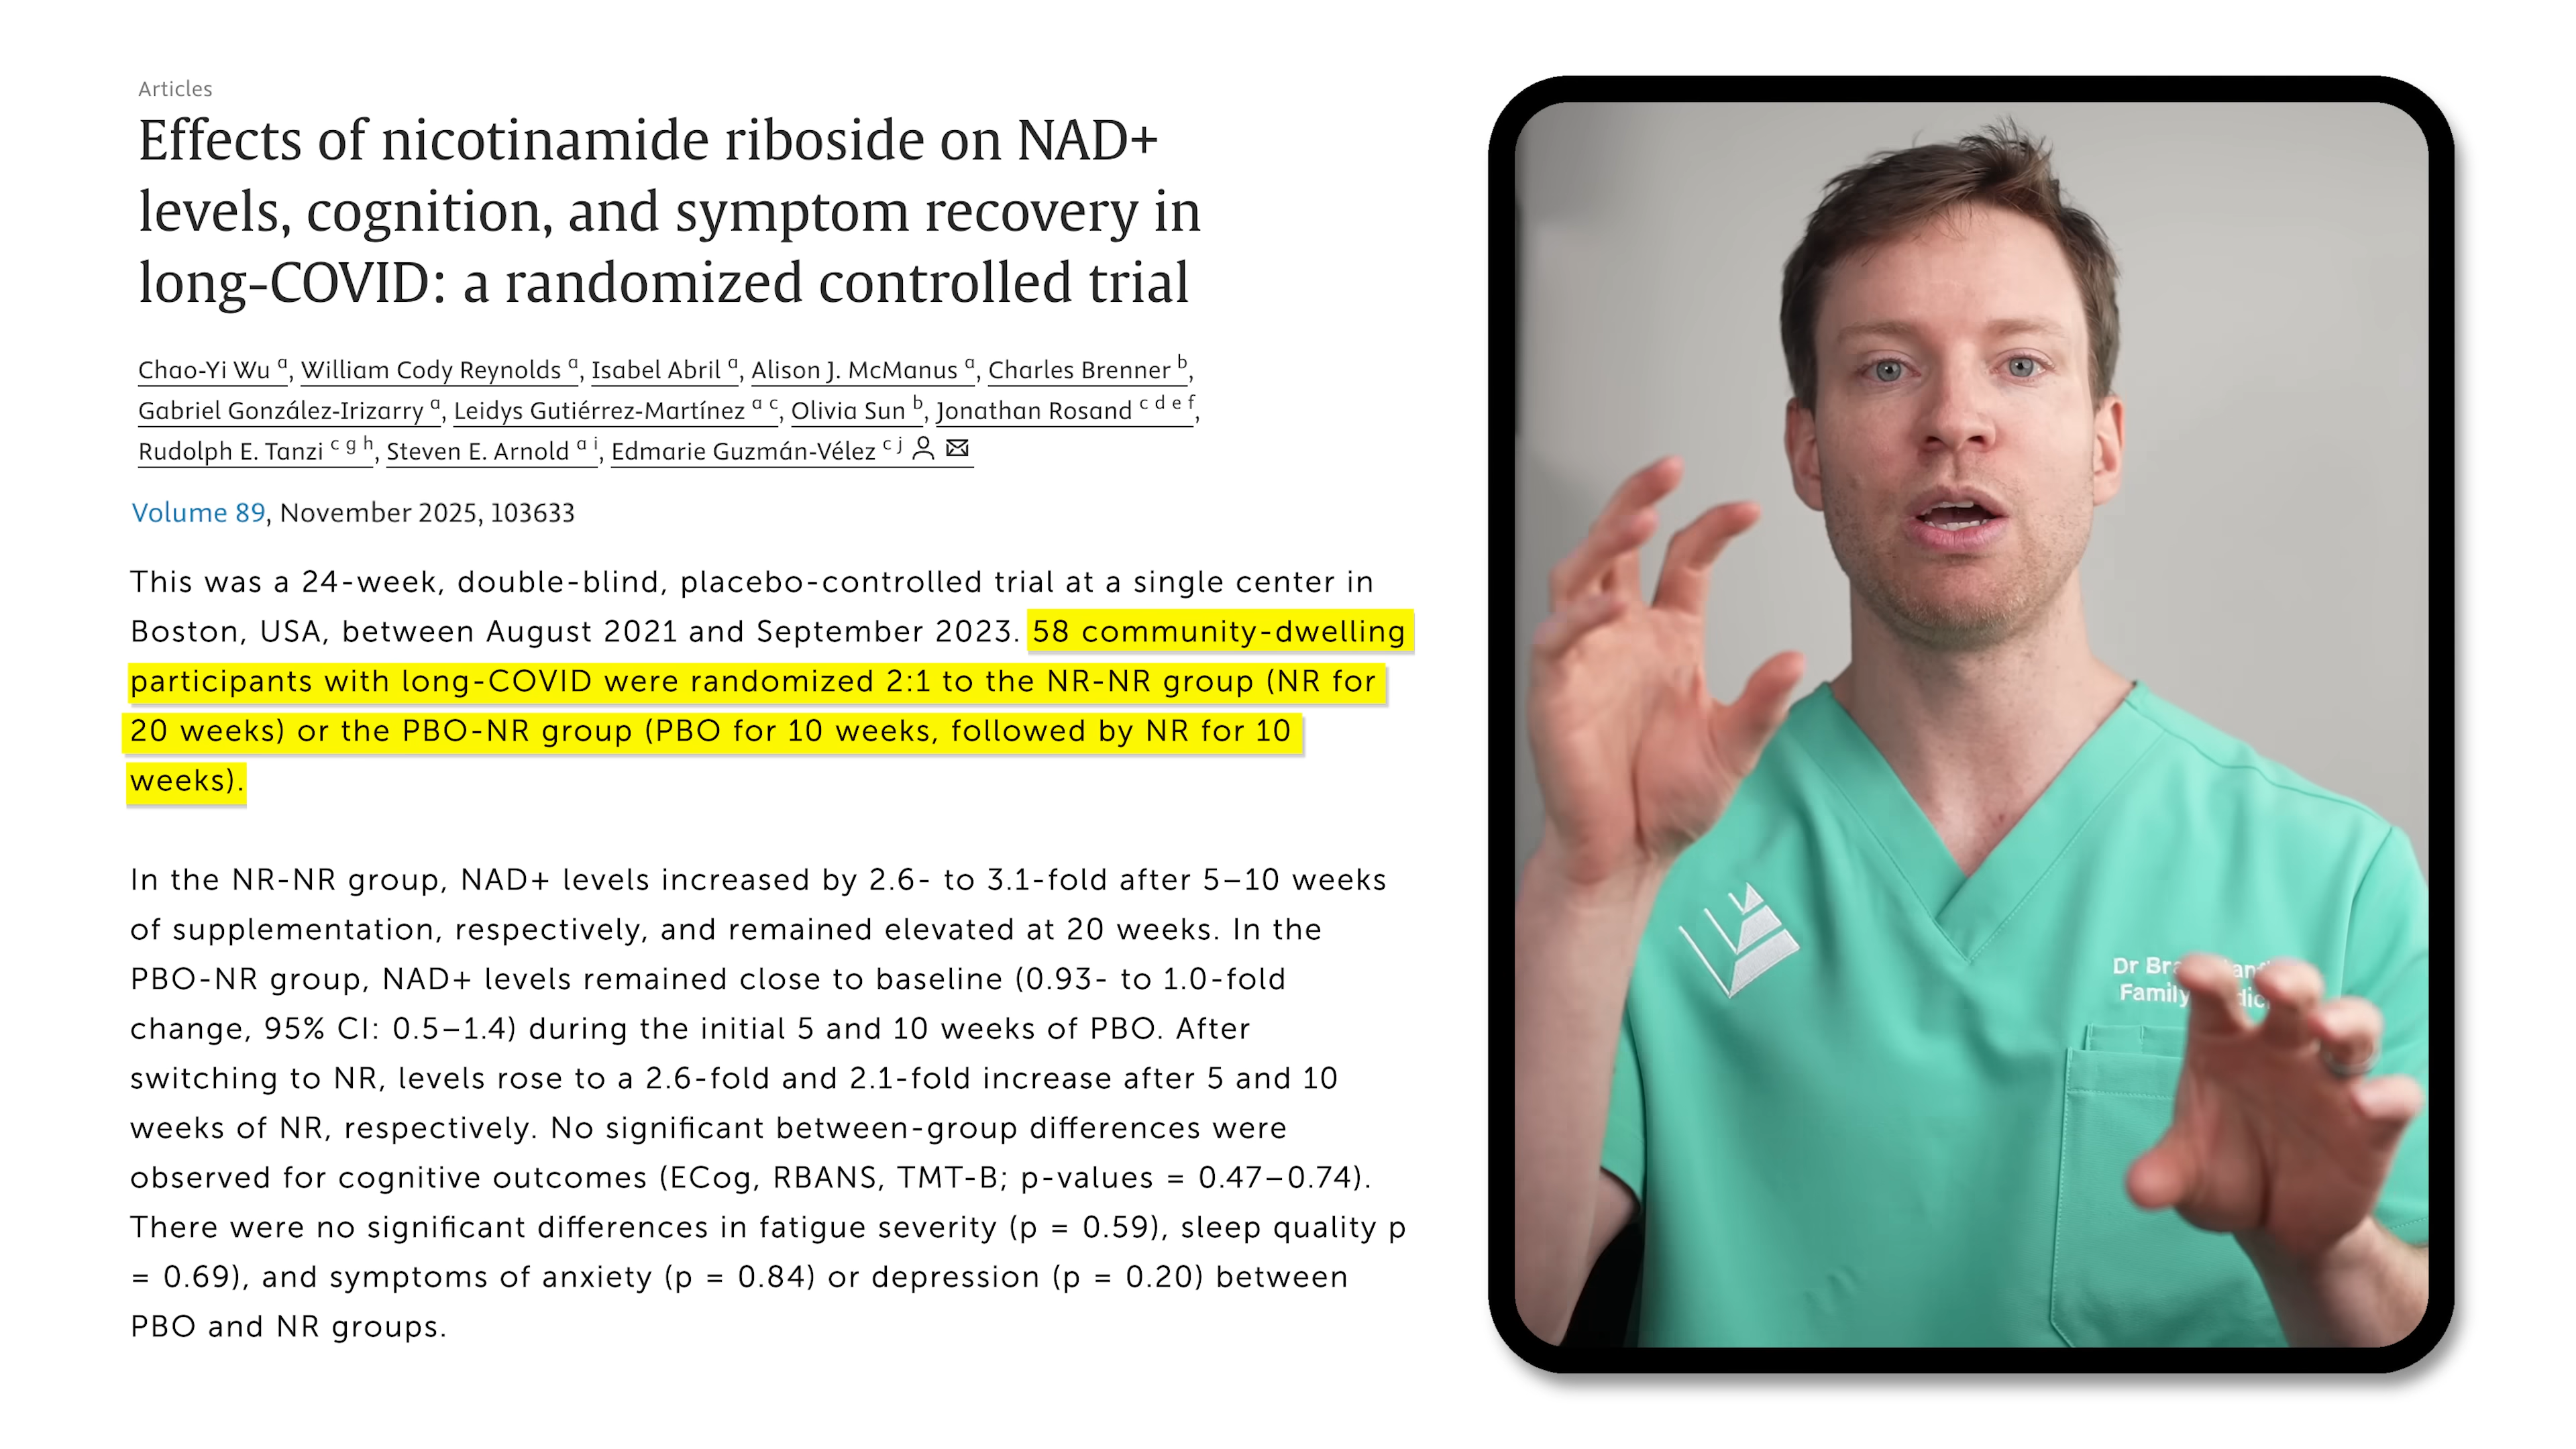 Articles
Effects of nicotinamide riboside on NAD+
levels, cognition, and symptom recovery in
long-COVID: a randomized controlled trial
Chao-Yi Wu a, William Cody Reynolds a, Isabel Abril a, Alison J. McManus a, Charles Brenner b,
Gabriel González-Irizarry a, Leidys Gutiérrez-Martínez a c, Olivia Sun b, Jonathan Rosand c d e f,
Rudolph E. Tanzi c g h, Steven E. Arnold a i, Edmarie Guzmán-Vélez c j
Volume 89, November 2025, 103633
This was a 24-week, double-blind, placebo-controlled trial at a single center in
Boston, USA, between August 2021 and September 2023. 58 community-dwelling
participants with long-COVID were randomized 2:1 to the NR-NR group (NR for
20 weeks) or the PBO-NR group (PBO for 10 weeks, followed by NR for 10
weeks).
In the NR-NR group, NAD+ levels increased by 2.6- to 3.1-fold after 5–10 weeks
of supplementation, respectively, and remained elevated at 20 weeks. In the
PBO-NR group, NAD+ levels remained close to baseline (0.93- to 1.0-fold
change, 95% CI: 0.5–1.4) during the initial 5 and 10 weeks of PBO. After
switching to NR, levels rose to a 2.6-fold and 2.1-fold increase after 5 and 10
weeks of NR, respectively. No significant between-group differences were
observed for cognitive outcomes (ECog, RBANS, TMT-B; p-values = 0.47–0.74).
There were no significant differences in fatigue severity (p = 0.59), sleep quality p
= 0.69), and symptoms of anxiety (p = 0.84) or depression (p = 0.20) between
PBO and NR groups.
Dr
Family